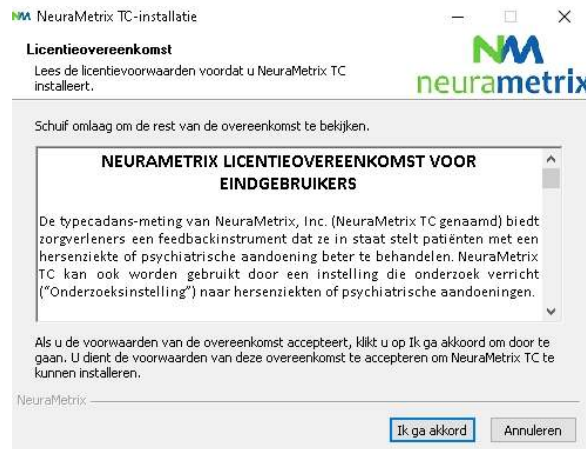 NM NeuraMetrix TC-installatie
Licentieovereenkomst
Lees de licentievoorwaarden voordat u NeuraMetrix TC
installeert.
NM
neurametrix
Schuif omlaag om de rest van de overeenkomst te bekijken.
NEURAMETRIX LICENTIEOVEREENKOMST VOOR
EINDGEBRUIKERS
De typecadans-meting van NeuraMetrix, Inc. (NeuraMetrix TC genaamd) biedt
zorgverleners een feedbackinstrument dat ze in staat stelt patiënten met een
hersenziekte of psychiatrische aandoening beter te behandelen. NeuraMetrix
TC kan ook worden gebruikt door een instelling die onderzoek verricht
(“Onderzoeksinstelling”) naar hersenziekten of psychiatrische aandoeningen.
Als u de voorwaarden van de overeenkomst accepteert, klikt u op Ik ga akkoord om door te
gaan. U dient de voorwaarden van deze overeenkomst te accepteren om NeuraMetrix TC te
kunnen installeren.
NeuraMetrix
Ik ga akkord
Annuleren